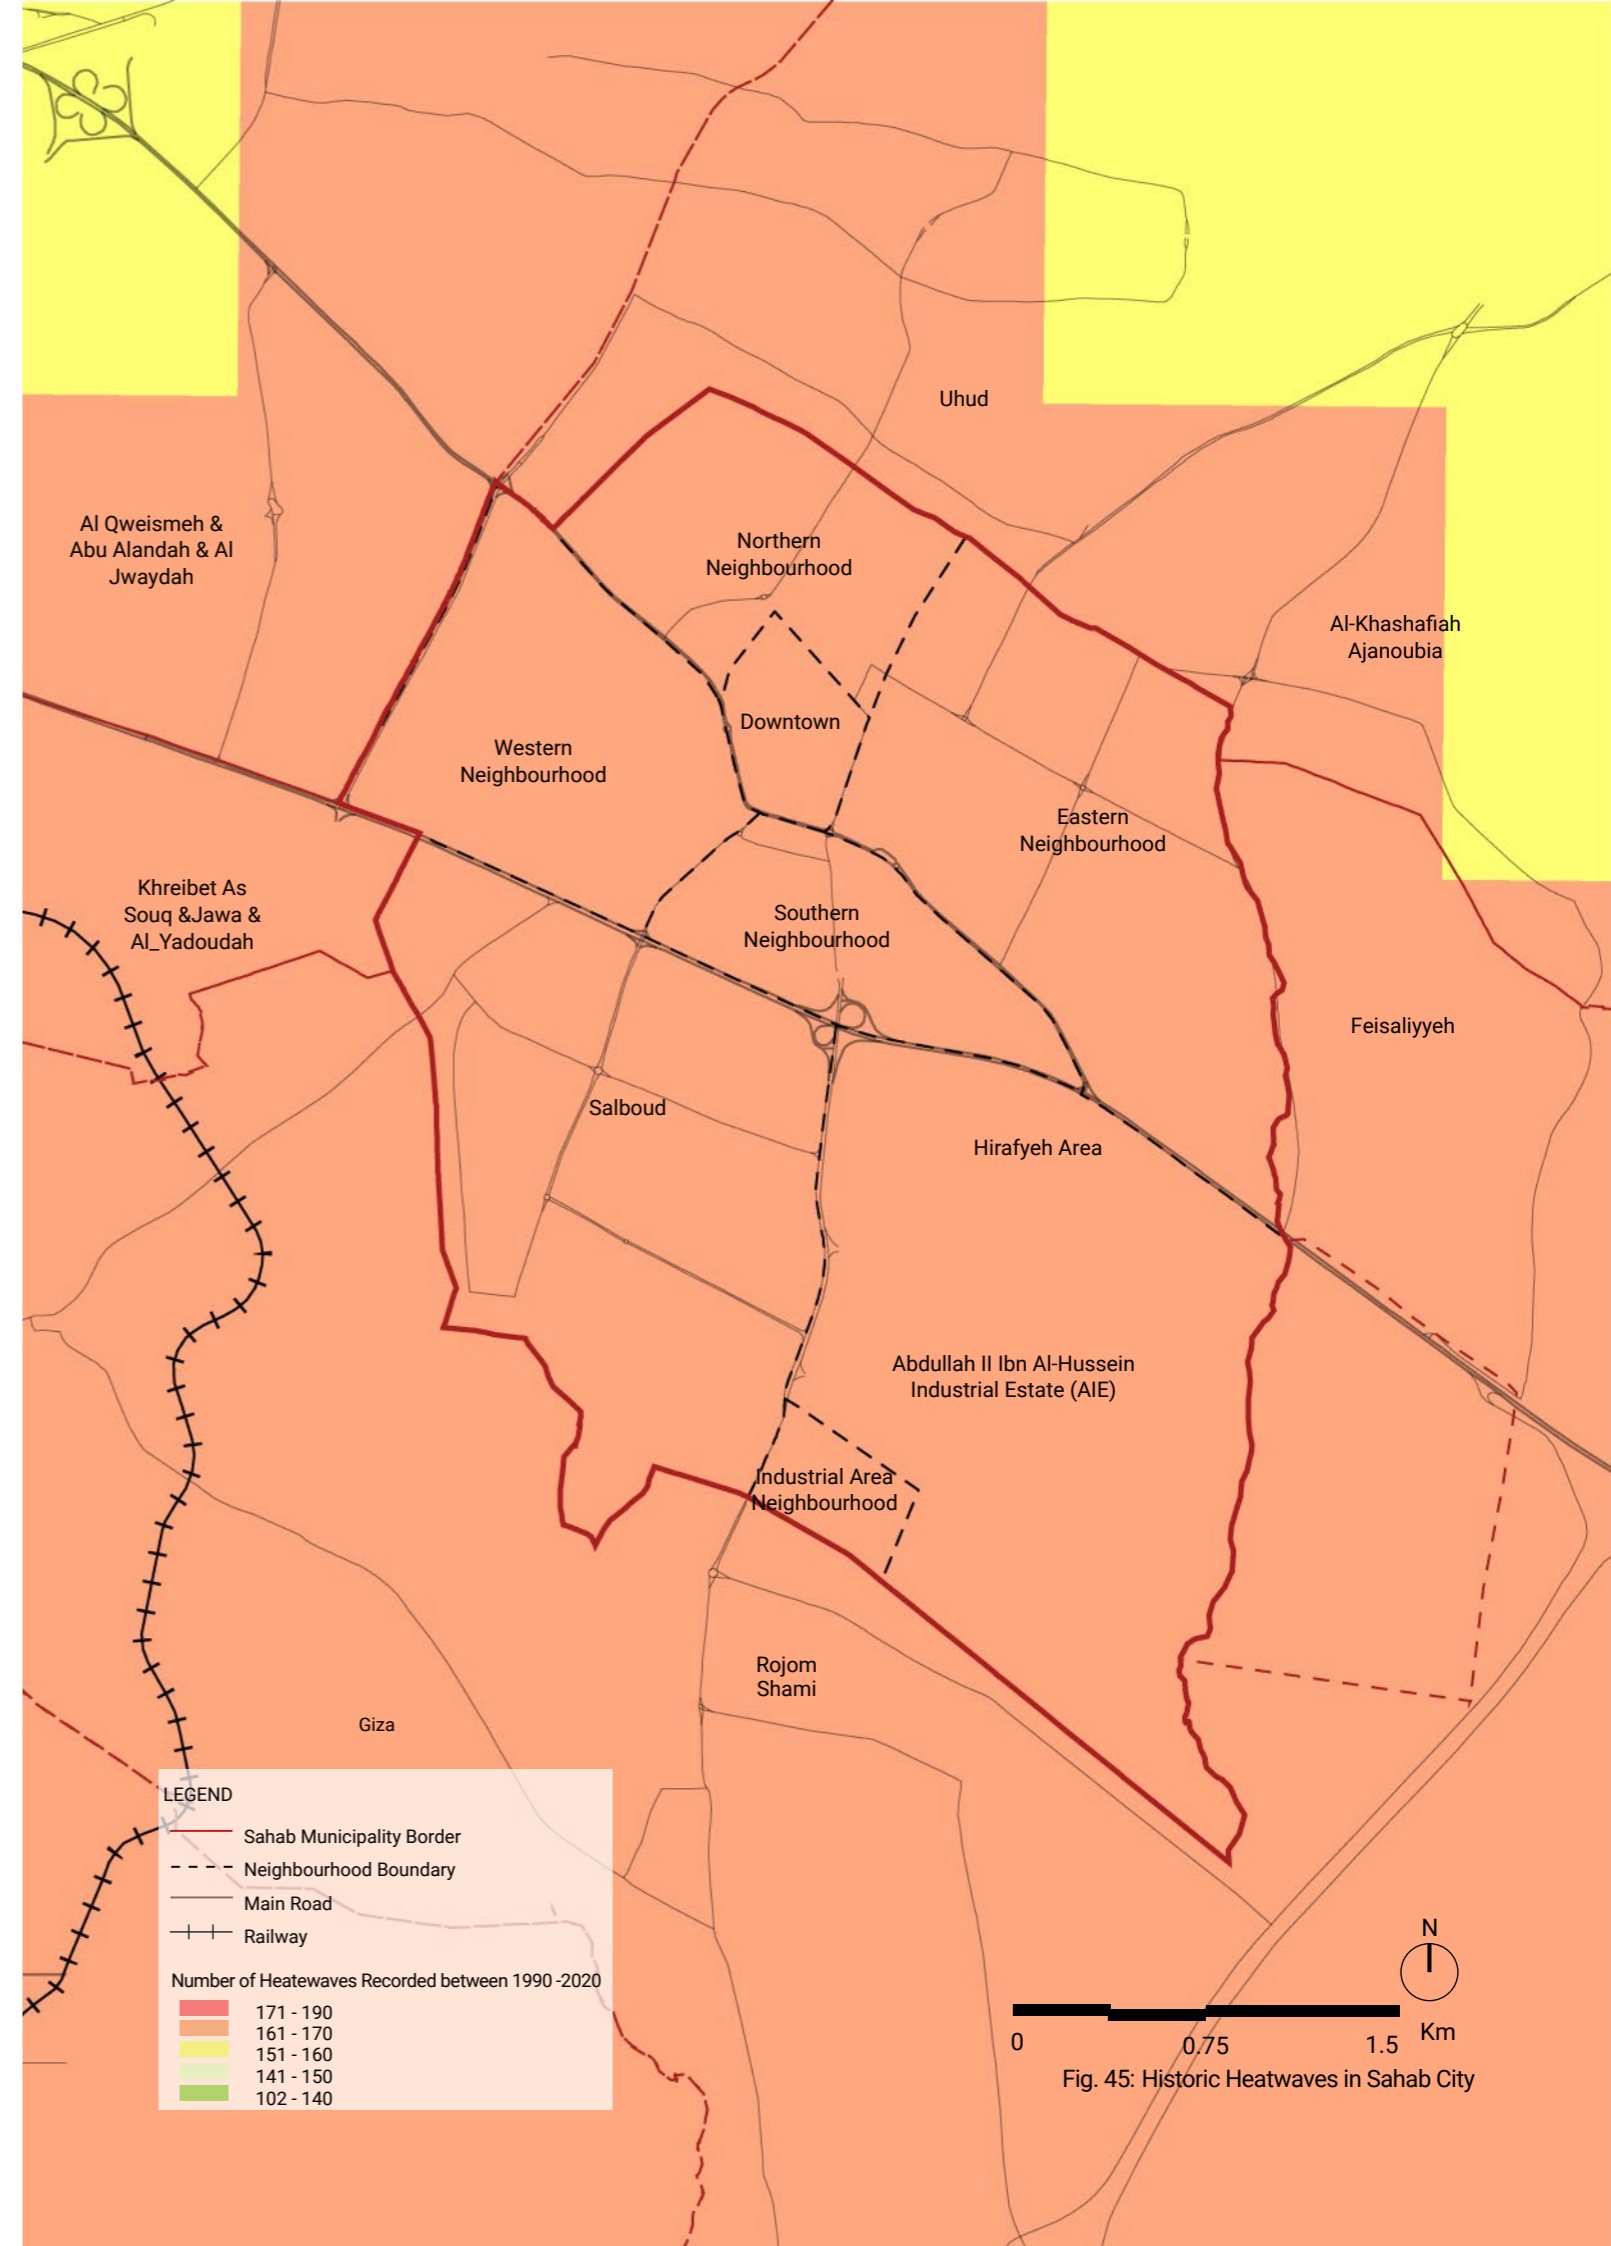 Uhud
Al Qweismeh &
Abu Alandah & Al
Jwaydah
Northern
Neighbourhood
Al-Khashafiah
Ajanoubia
Downtown
Western
Neighbourhood
Eastern
Neighbourhood
Khreibet As
Souq &Jawa &
Al_Yadoudah
Southern
Neighbourhood
Feisaliyyeh
Salboud
Hirafyeh Area
Abdullah II Ibn Al-Hussein
Industrial Estate (AIE)
Industrial Area
Neighbourhood
Rojom
Shami
Giza
LEGEND
Sahab Municipality Border
Neighbourhood Boundary
Main Road
Railway
Number of Heatewaves Recorded between 1990 -2020
171 - 190
161 - 170
151 - 160
141 - 150
102 - 140
N
0
0.75
1.5
Km
Fig. 45: Historic Heatwaves in Sahab City